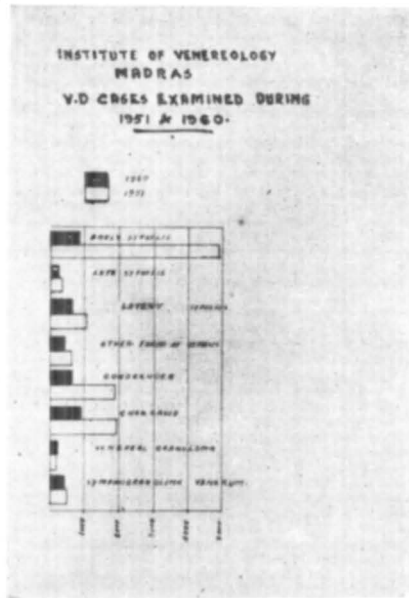 INSTITUTE OF VENEREOLOGY
MADRAS
V.D CASES EXAMINED DURING
1951 & 1960.
1960
1951
EARLY SYPHILIS
LATE SYPHILIS
LATENT SYPHILIS
OTHER FORMS OF SYPHILIS
GONORRHOEA
CHANCROID
VENEREAL GRANULOMA
LYMPHOGRANULOMA VENERUM.